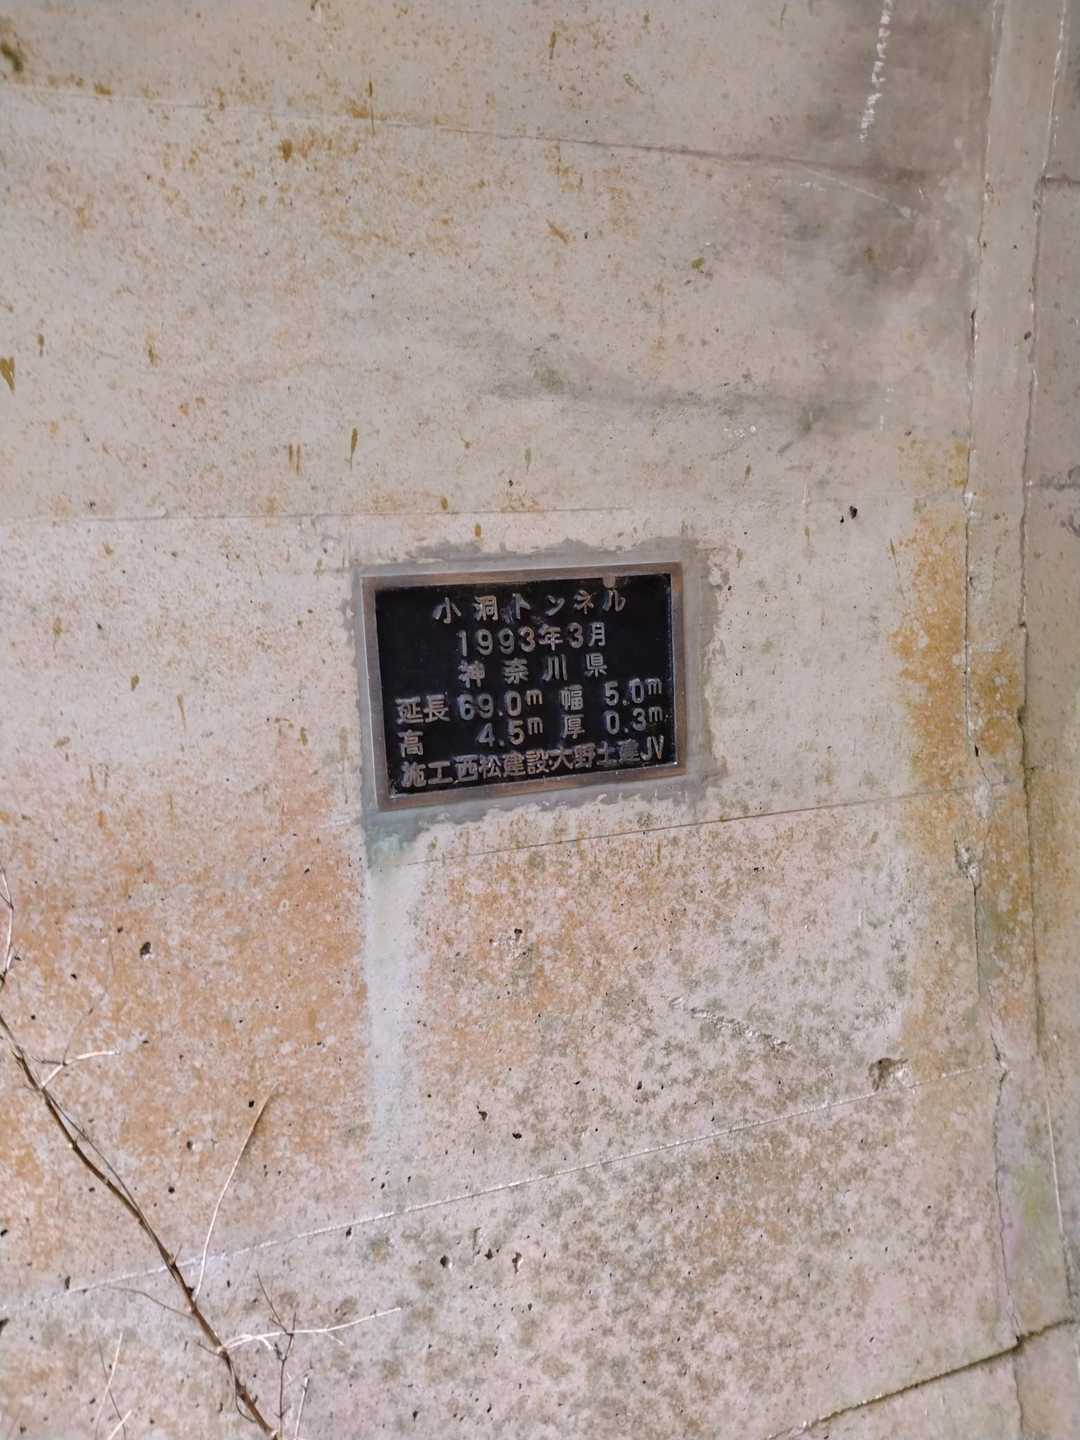 小洞トンネル
1993年3月
神奈川県
延長 69.0m 幅 5.0m
高 4.5m 厚 0.3m
施工西松建設大野土建JV